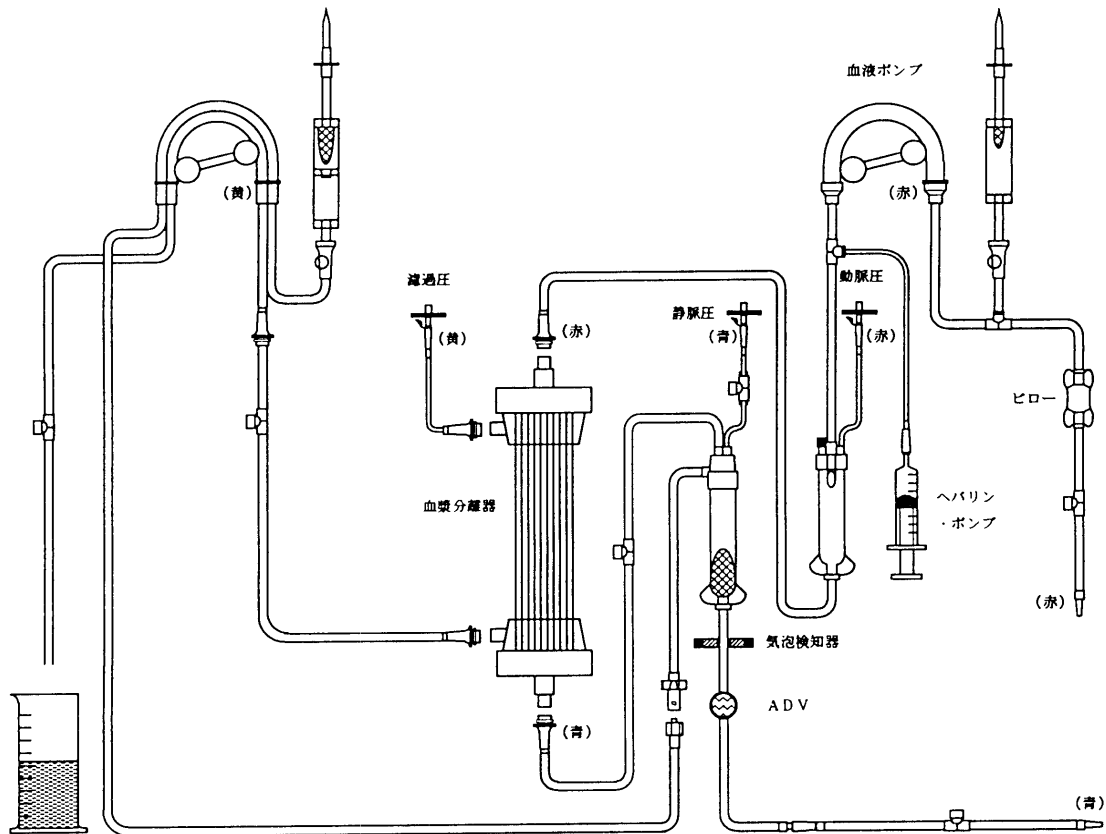 血液ポンプ
(黄)
(赤)
濾過圧
動脈圧
静脈圧
(黄)
(赤)
(青)
(赤)
ピロー
血漿分離器
ヘパリン
・ポンプ
(赤)
気泡検知器
ADV
(青)
(青)